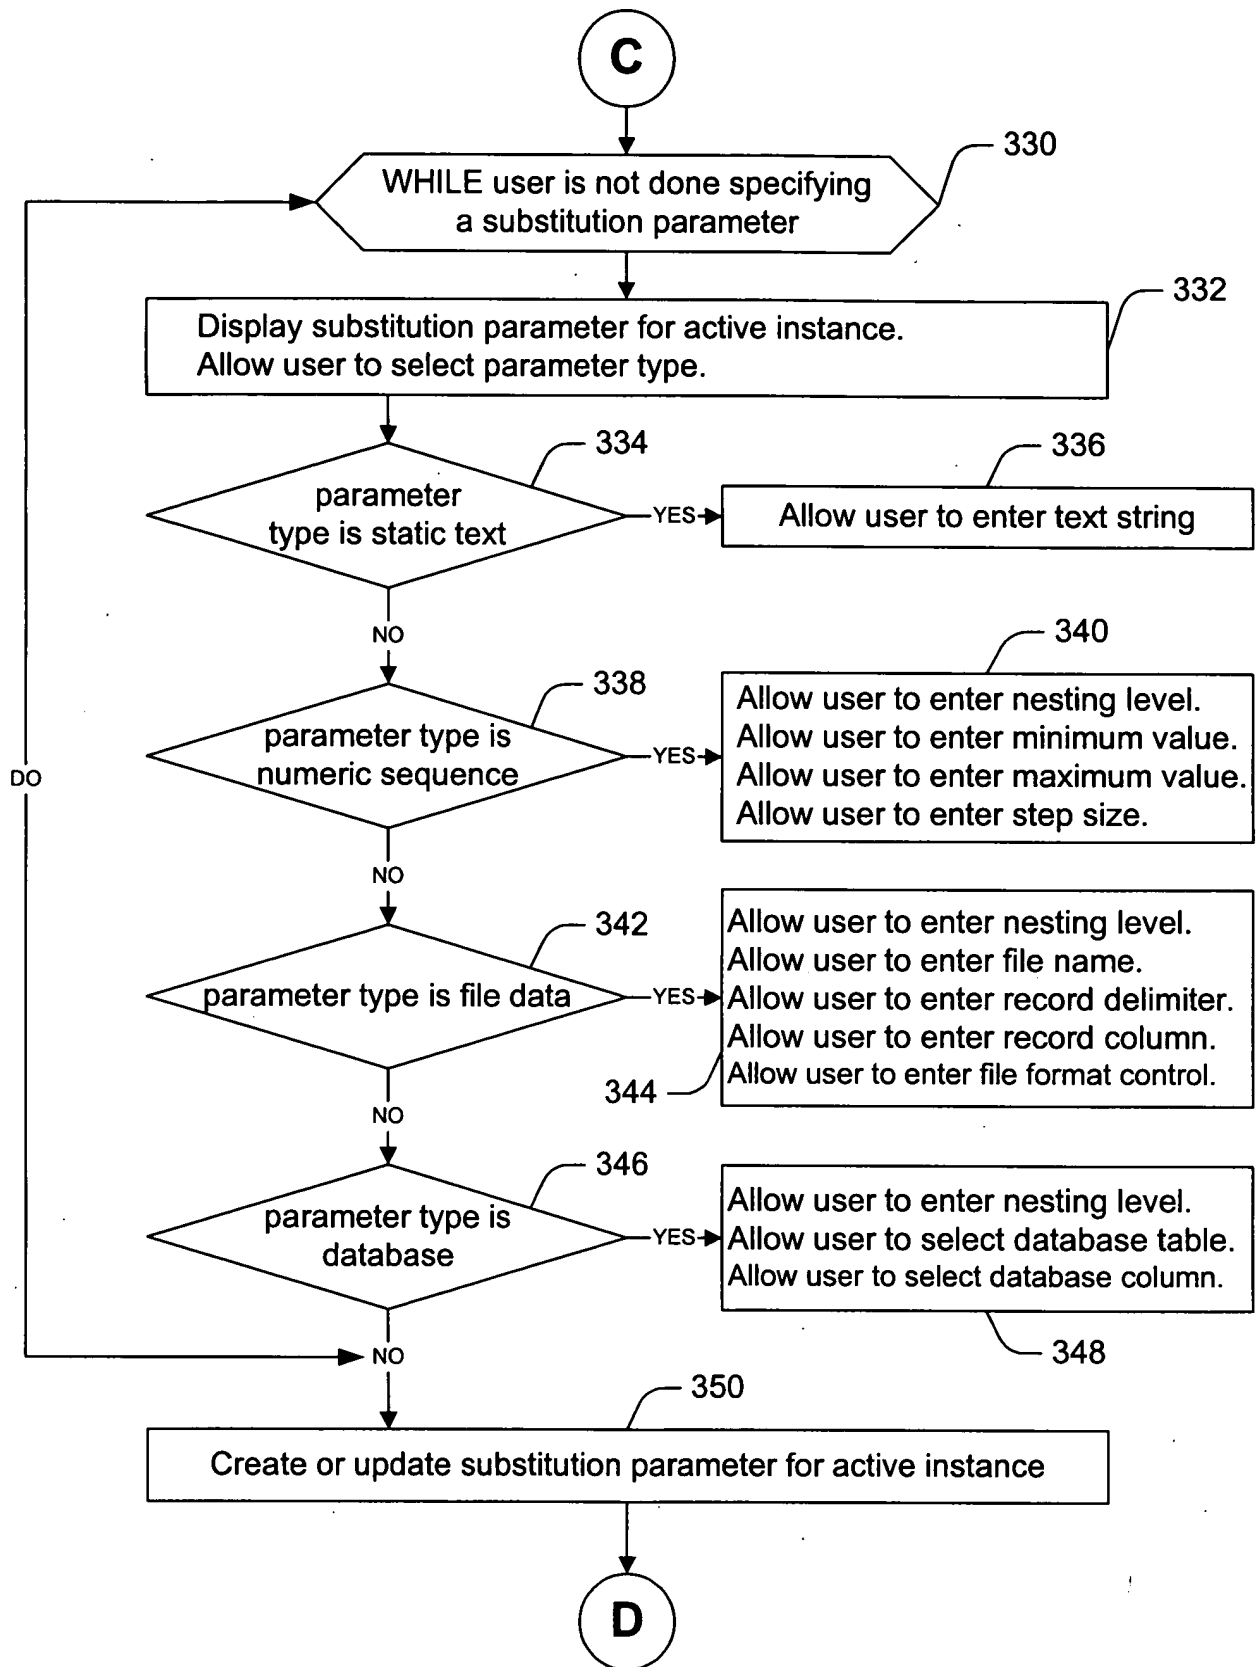 C
330
WHILE user is not done specifying
a substitution parameter
332
Display substitution parameter for active instance.
Allow user to select parameter type.
334
parameter
type is static text
YES
336
Allow user to enter text string
NO
338
parameter type is
numeric sequence
YES
340
Allow user to enter nesting level.
Allow user to enter minimum value.
Allow user to enter maximum value.
Allow user to enter step size.
DO
NO
342
parameter type is file data
YES
Allow user to enter nesting level.
Allow user to enter file name.
Allow user to enter record delimiter.
Allow user to enter record column.
Allow user to enter file format control.
344
NO
346
parameter type is
database
YES
Allow user to enter nesting level.
Allow user to select database table.
Allow user to select database column.
348
NO
350
Create or update substitution parameter for active instance
D